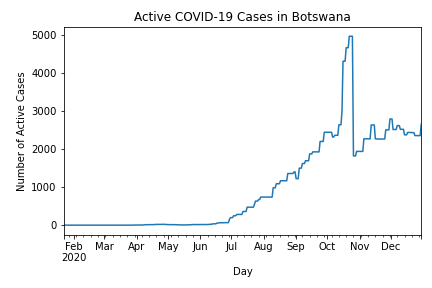 Active COVID-19 Cases in Botswana
Number of Active Cases
5000
4000
3000
2000
1000
0
Feb Mar Apr May Jun Jul Aug Sep Oct Nov Dec
2020
Day